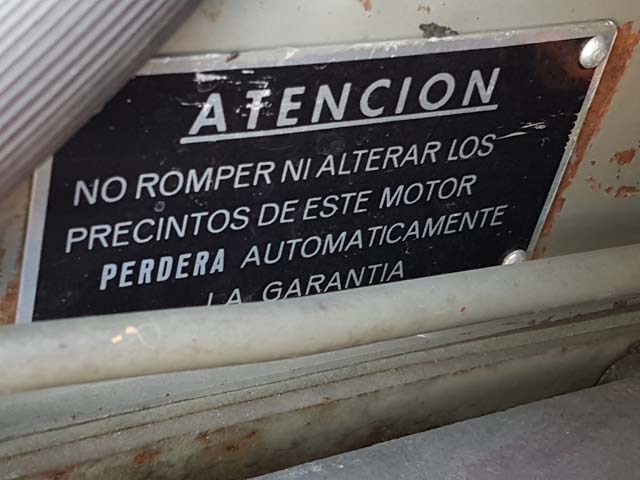 ATENCION
NO ROMPER NI ALTERAR LOS
PRECINTOS DE ESTE MOTOR
PERDERA AUTOMATICAMENTE
LA GARANTIA